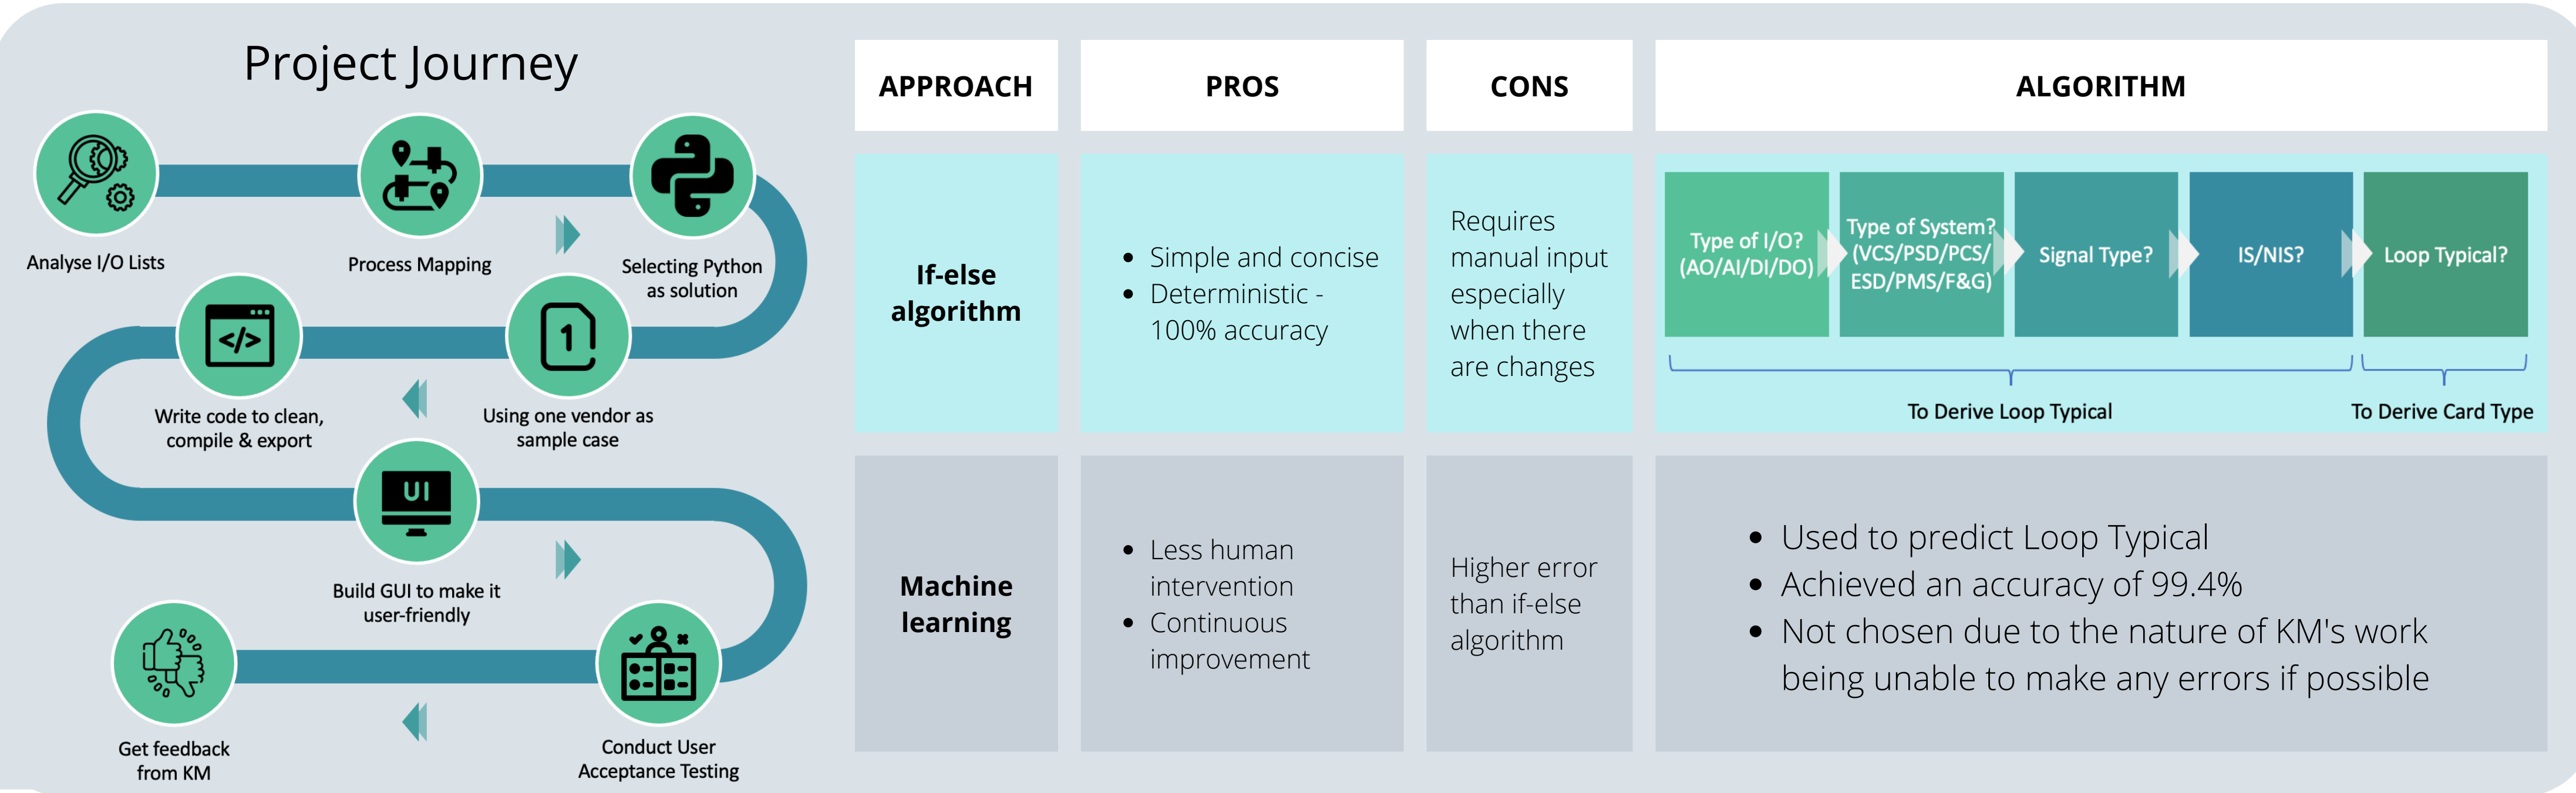 Project Journey
Analyse I/O Lists
Process Mapping
Selecting Python
as solution
1
Using one vendor as
sample case
</>
Write code to clean,
compile & export
UI
Build GUI to make it
user-friendly
Conduct User
Acceptance Testing
Get feedback
from KM
APPROACH
PROS
CONS
ALGORITHM
If-else
algorithm
• Simple and concise
• Deterministic -
100% accuracy
Requires
manual input
especially
when there
are changes
Type of I/O?
(AO/AI/DI/DO)
Type of System?
(VCS/PSD/PCS/
ESD/PMS/F&G)
Signal Type?
IS/NIS?
Loop Typical?
To Derive Loop Typical
To Derive Card Type
Machine
learning
• Less human
intervention
• Continuous
improvement
Higher error
than if-else
algorithm
• Used to predict Loop Typical
• Achieved an accuracy of 99.4%
• Not chosen due to the nature of KM's work
being unable to make any errors if possible